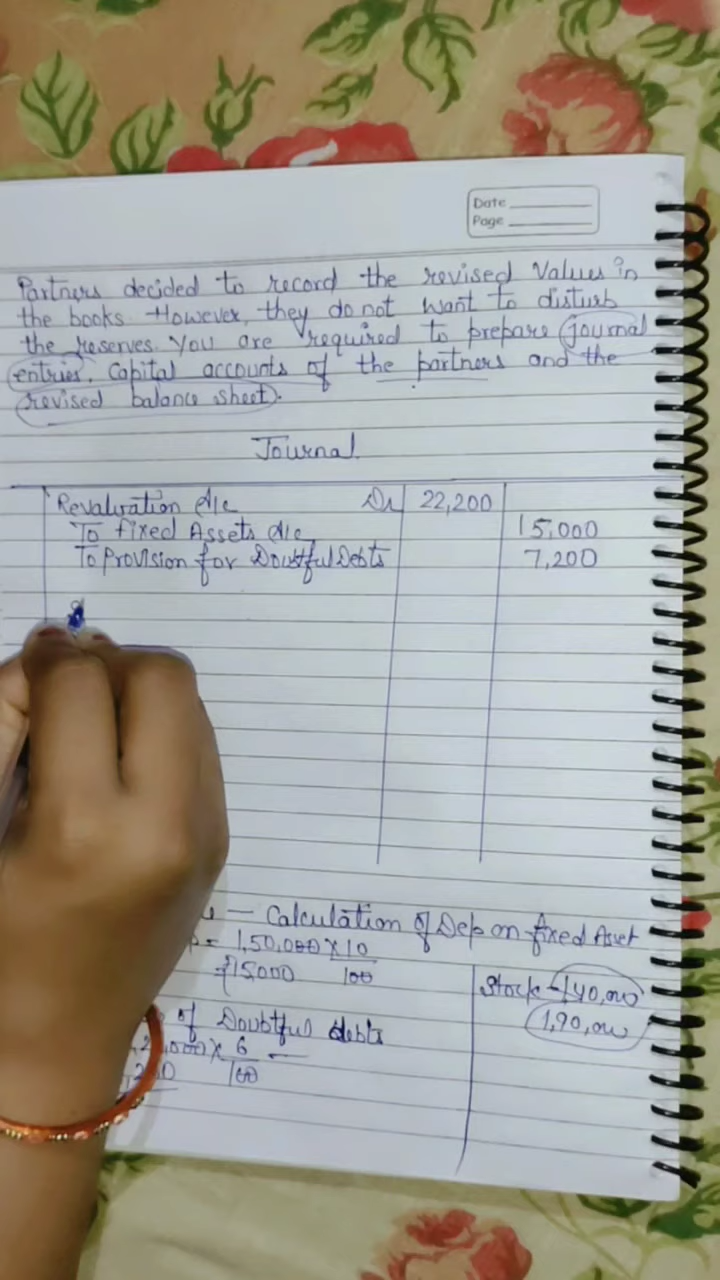 Date
Page
Partners decided to record the revised values in
the books. However, they do not want to disturb
the reserves. You are required to prepare journal
entries, Capital accounts of the partners and the
revised balance sheet.
Journal
Revaluation A/c Dr 22,200
To fixed Assets A/c 15,000
To Provision for Doubtful Debts 7,200
— Calculation of Dep on fixed Asset
= 1,50,000 × 10
= ₹15000 100
Stock - 140,000
1,90,000
of Doubtful debts
000 × 6
100